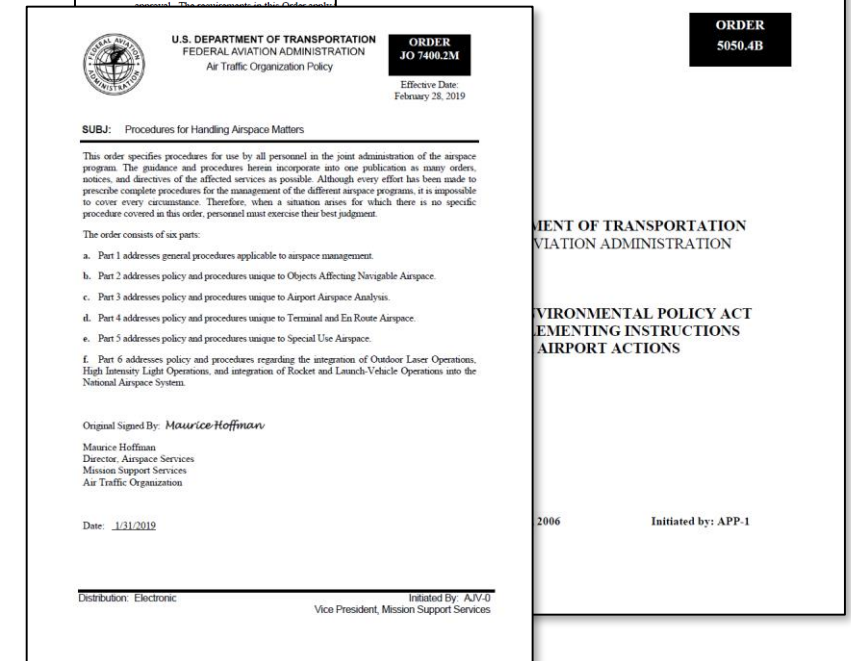 approval. The requirements in this Order apply
FEDERAL AVIATION
ADMINISTRATION
U.S. DEPARTMENT OF TRANSPORTATION
FEDERAL AVIATION ADMINISTRATION
Air Traffic Organization Policy
ORDER
JO 7400.2M
Effective Date:
February 28, 2019
SUBJ: Procedures for Handling Airspace Matters
This order specifies procedures for use by all personnel in the joint administration of the airspace
program. The guidance and procedures herein incorporate into one publication as many orders,
notices, and directives of the affected services as possible. Although every effort has been made to
prescribe complete procedures for the management of the different airspace programs, it is impossible
to cover every circumstance. Therefore, when a situation arises for which there is no specific
procedure covered in this order, personnel must exercise their best judgment.
The order consists of six parts:
a. Part 1 addresses general procedures applicable to airspace management.
b. Part 2 addresses policy and procedures unique to Objects Affecting Navigable Airspace.
c. Part 3 addresses policy and procedures unique to Airport Airspace Analysis.
d. Part 4 addresses policy and procedures unique to Terminal and En Route Airspace.
e. Part 5 addresses policy and procedures unique to Special Use Airspace.
f. Part 6 addresses policy and procedures regarding the integration of Outdoor Laser Operations,
High Intensity Light Operations, and integration of Rocket and Launch-Vehicle Operations into the
National Airspace System.
Original Signed By: Maurice Hoffman
Maurice Hoffman
Director, Airspace Services
Mission Support Services
Air Traffic Organization
Date: 1/31/2019
Distribution: Electronic
Initiated By: AJV-0
Vice President, Mission Support Services
ORDER
5050.4B
MENT OF TRANSPORTATION
VIATION ADMINISTRATION
VIRONMENTAL POLICY ACT
EMENTING INSTRUCTIONS
AIRPORT ACTIONS
2006
Initiated by: APP-1